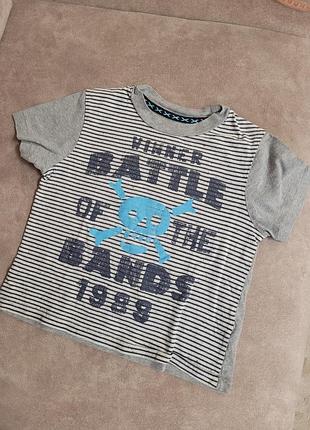 WINNER
BATTLE
OF THE
BANDS
1989